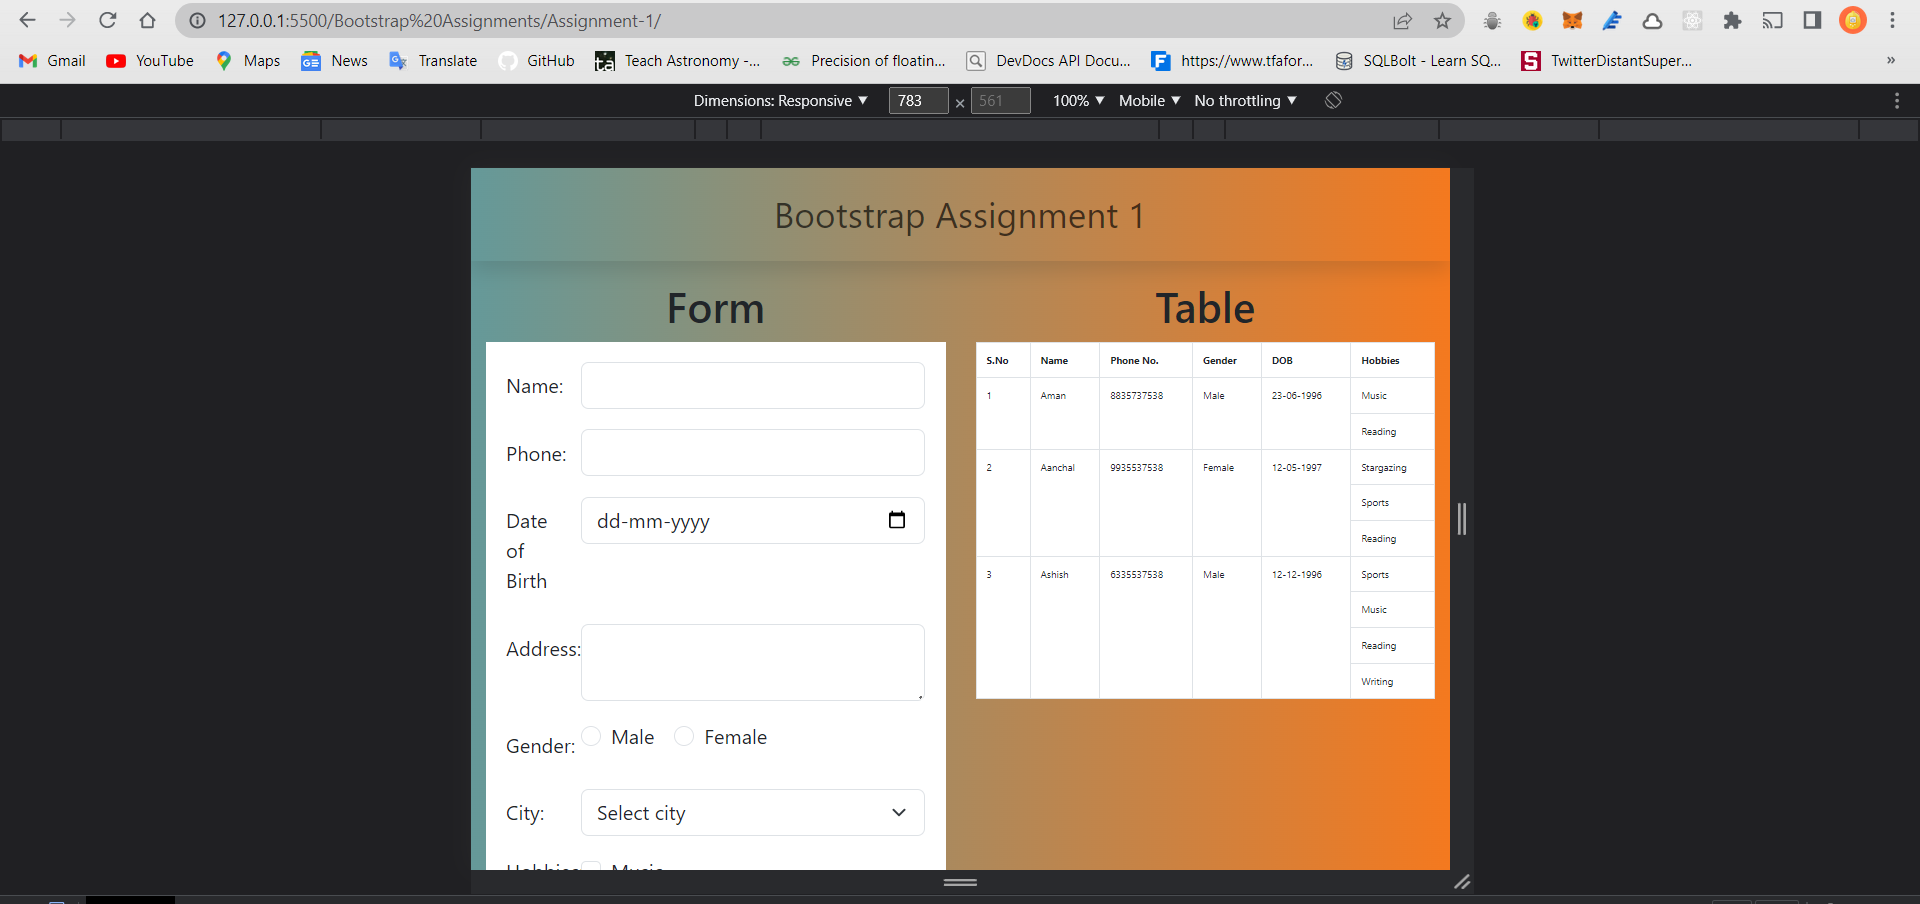 127.0.0.1:5500/Bootstrap%20Assignments/Assignment-1/
Gmail YouTube Maps News Translate GitHub Teach Astronomy -... Precision of floatin... DevDocs API Docu... https://www.tfafor... SQLBolt - Learn SQ... TwitterDistantSuper... »
Dimensions: Responsive ▼ 783 × 561 100% ▼ Mobile ▼ No throttling ▼
Bootstrap Assignment 1
Form
Name:
Phone:
Date of Birth dd-mm-yyyy
Address:
Gender: Male Female
City: Select city
Hobbies Music
Table
S.No Name Phone No. Gender DOB Hobbies
1 Aman 8835737538 Male 23-06-1996 Music
Reading
2 Aanchal 9935537538 Female 12-05-1997 Stargazing
Sports
Reading
3 Ashish 6335537538 Male 12-12-1996 Sports
Music
Reading
Writing